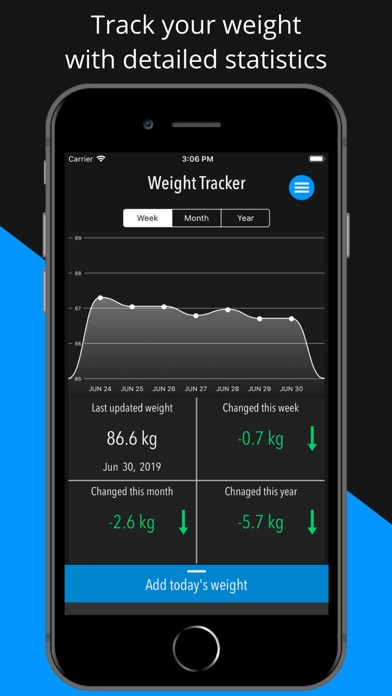 Track your weight
with detailed statistics
Carrier 3:06 PM
Weight Tracker
Week Month Year
89
87
86
85
JUN 24 JUN 25 JUN 26 JUN 27 JUN 28 JUN 29 JUN 30
Last updated weight Changed this week
86.6 kg -0.7 kg
Jun 30, 2019
Changed this month Chnaged this year
-2.6 kg -5.7 kg
Add today's weight